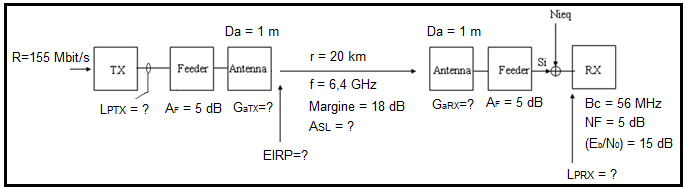 Nieq
Da = 1 m
Da = 1 m
R=155 Mbit/s
r = 20 km
Si
TX
Feeder
Antenna
Antenna
Feeder
RX
f = 6,4 GHz
LPTX = ?
AF = 5 dB
GaTX=?
Margine = 18 dB
GaRX=?
AF = 5 dB
Bc = 56 MHz
ASL = ?
NF = 5 dB
EIRP=?
(Eb/N0) = 15 dB
LPRX = ?